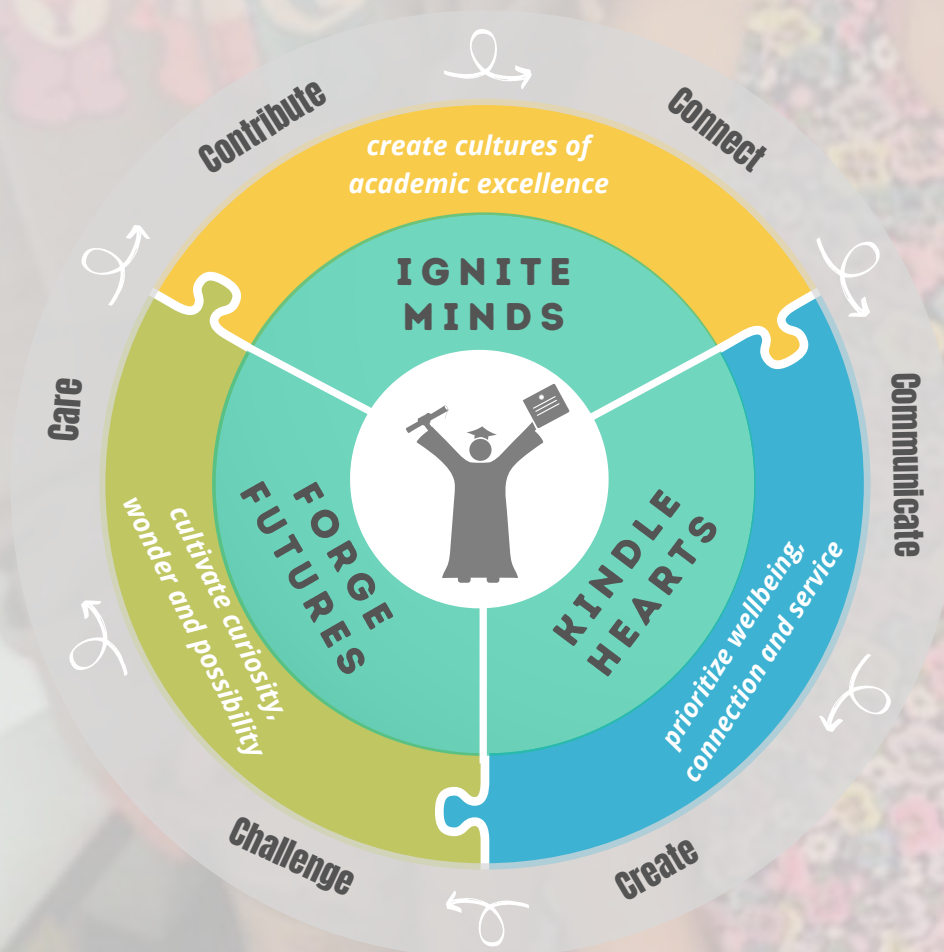 Contribute
Connect
Communicate
Create
Challenge
Care
create cultures of
academic excellence
IGNITE
MINDS
KINDLE
HEARTS
prioritize wellbeing,
connection and service
FORGE
FUTURES
cultivate curiosity,
wonder and possibility